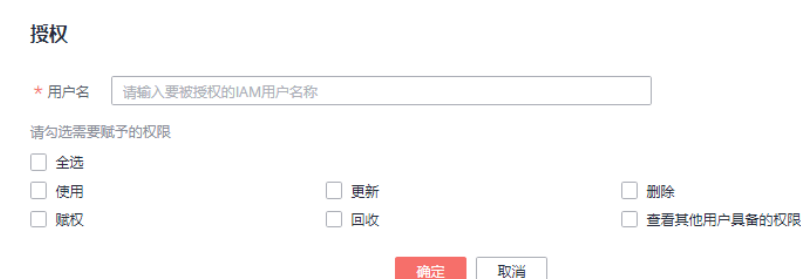 授权
* 用户名 请输入要被授权的IAM用户名称
请勾选需要赋予的权限
全选
使用 更新 删除
赋权 回收 查看其他用户具备的权限
确定 取消